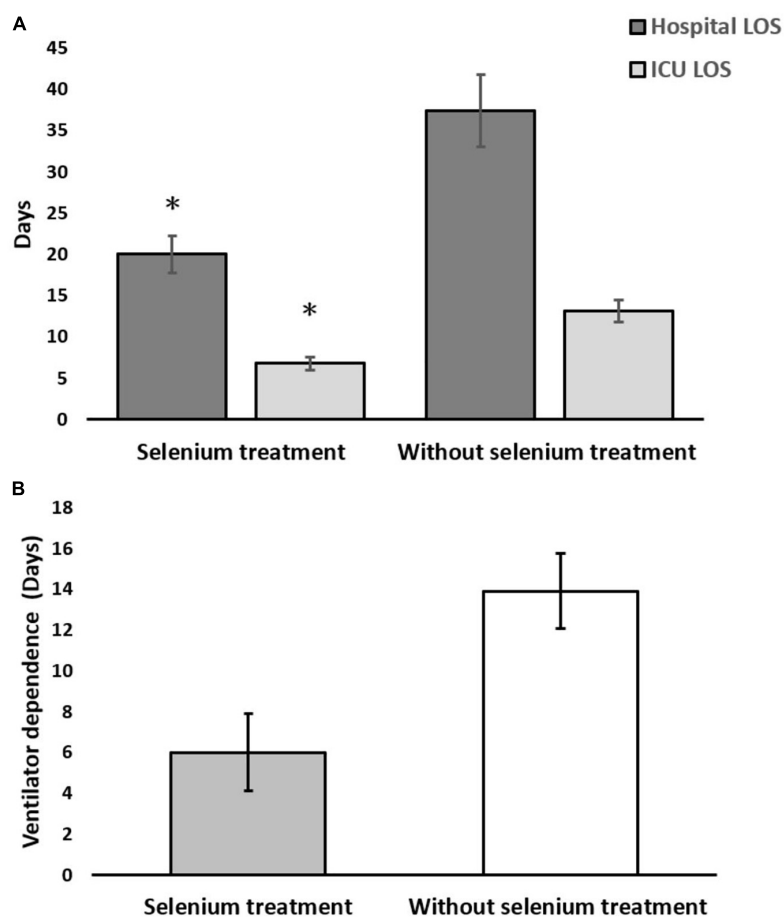 A
Hospital LOS
ICU LOS
45
40
35
30
25
20
15
10
5
0
Days
*
*
Selenium treatment
Without selenium treatment
B
18
16
14
12
10
8
6
4
2
0
Ventilator dependence (Days)
Selenium treatment
Without selenium treatment